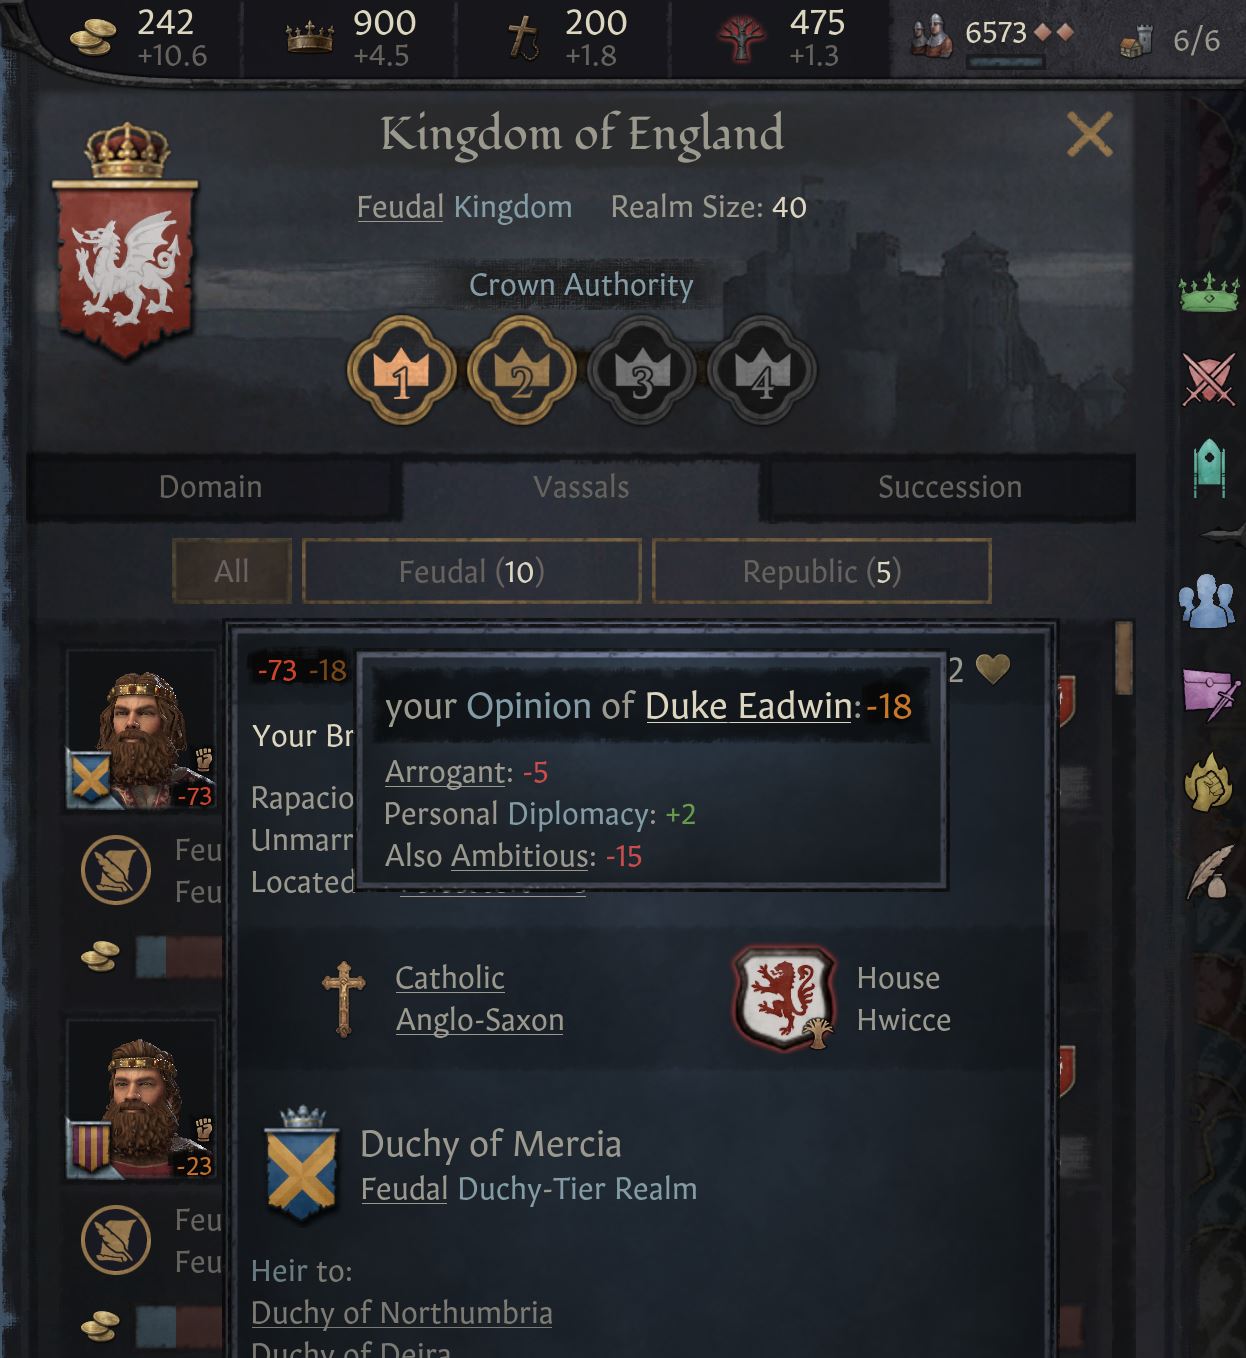 242
+10.6
900
+4.5
200
+1.8
475
+1.3
6573
6/6
Kingdom of England
Feudal Kingdom Realm Size: 40
Crown Authority
1 2 3 4
Domain Vassals Succession
All Feudal (10) Republic (5)
-73 -18
2
your Opinion of Duke Eadwin: -18
Your Br
Arrogant: -5
Rapacio
Personal Diplomacy: +2
-73
Unmarr
Also Ambitious: -15
Feu
Located
Feu
Catholic
Anglo-Saxon
House
Hwicce
Duchy of Mercia
-23
Feudal Duchy-Tier Realm
Feu
Feu
Heir to:
Duchy of Northumbria
Duchy of Deira